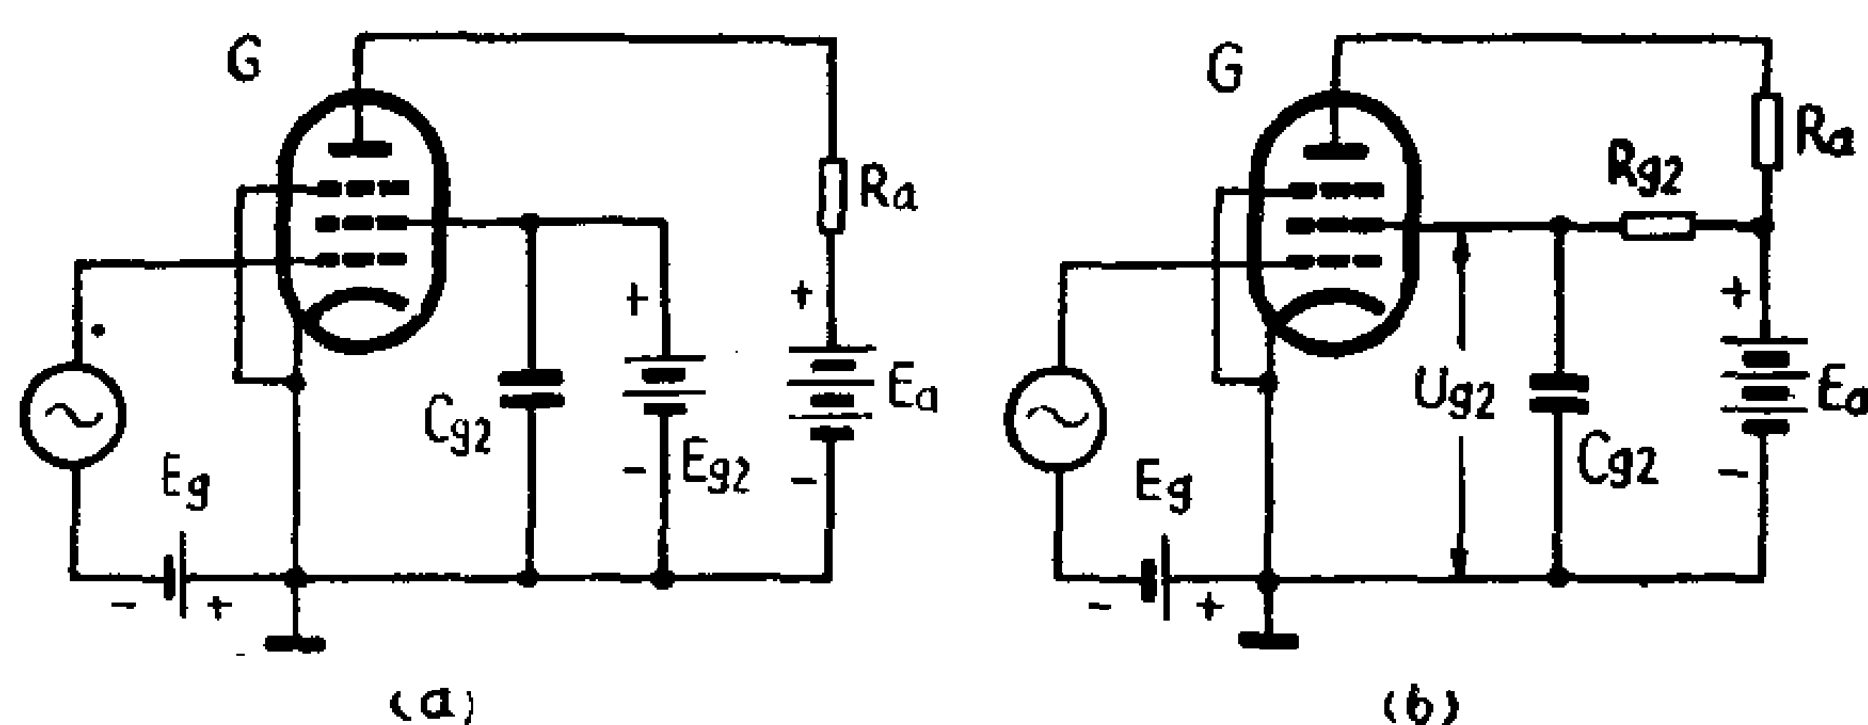 G
Ra
+
+
Cg2
- Eg2
Ea
-
Eg
- +
(a)
G
Ra
Rg2
+
Ug2
Ea
Cg2
-
Eg
- +
(b)